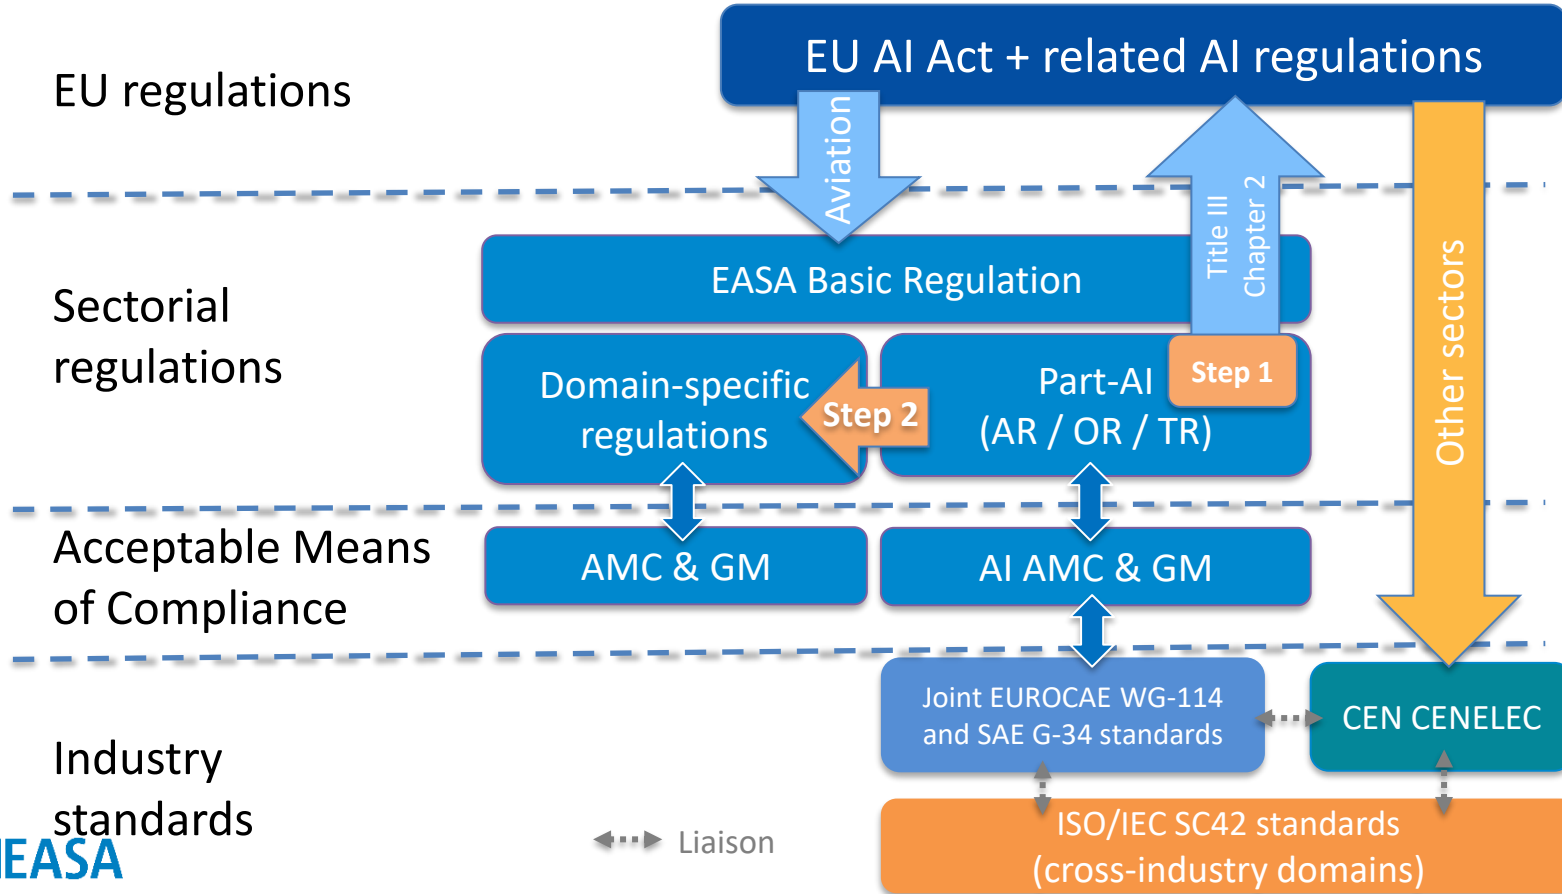 EU regulations
EU AI Act + related AI regulations
Aviation
Title III
Chapter 2
Other sectors
Sectorial
regulations
EASA Basic Regulation
Domain-specific
regulations
Step 2
Part-AI
(AR / OR / TR)
Step 1
Acceptable Means
of Compliance
AMC & GM
AI AMC & GM
Industry
standards
Joint EUROCAE WG-114
and SAE G-34 standards
CEN CENELEC
Liaison
ISO/IEC SC42 standards
(cross-industry domains)
EASA